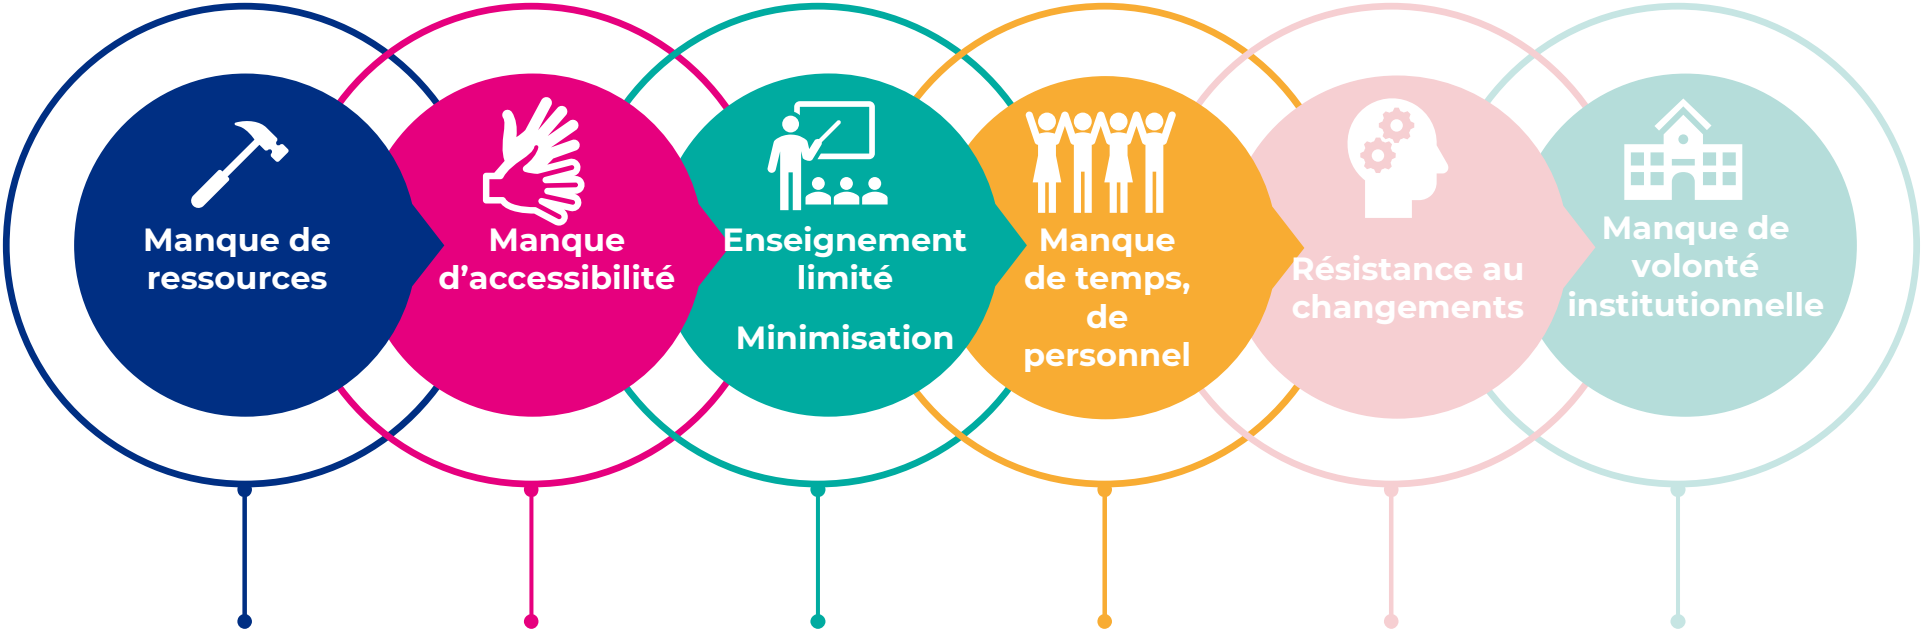 Manque de
ressources
Manque
d’accessibilité
Enseignement
limité
Minimisation
Manque
de temps,
de
personnel
Résistance au
changements
Manque de
volonté
institutionnelle